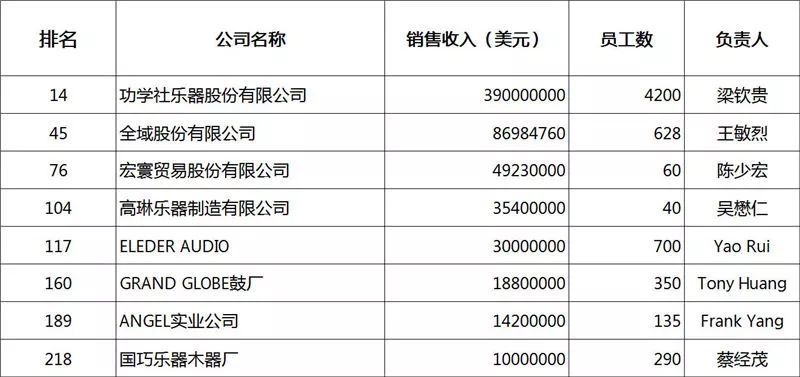 排名 公司名称 销售收入（美元） 员工数 负责人
14 功学社乐器股份有限公司 390000000 4200 梁钦贵
45 全域股份有限公司 86984760 628 王敏烈
76 宏寰贸易股份有限公司 49230000 60 陈少宏
104 高琳乐器制造有限公司 35400000 40 吴懋仁
117 ELEDER AUDIO 30000000 700 Yao Rui
160 GRAND GLOBE鼓厂 18800000 350 Tony Huang
189 ANGEL实业公司 14200000 135 Frank Yang
218 国巧乐器木器厂 10000000 290 蔡经茂